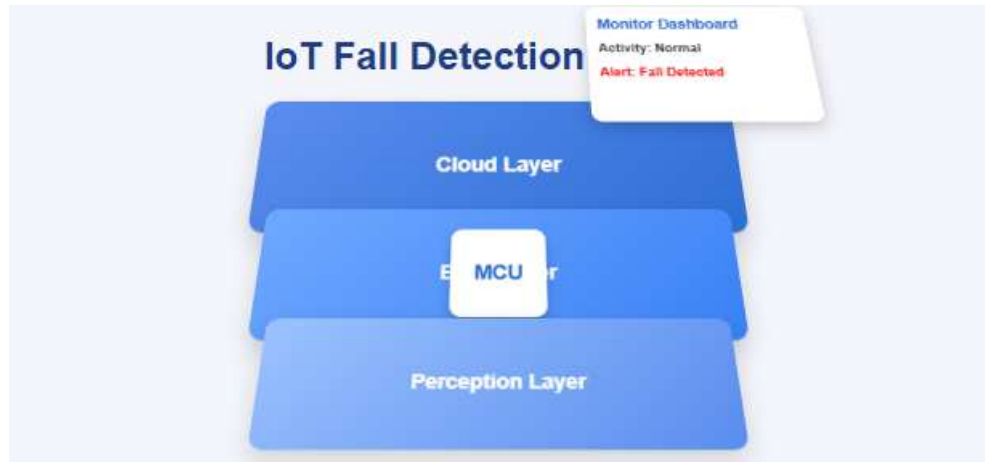 IoT Fall Detection
Monitor Dashboard
Activity: Normal
Alert: Fall Detected
Cloud Layer
MCU
Perception Layer